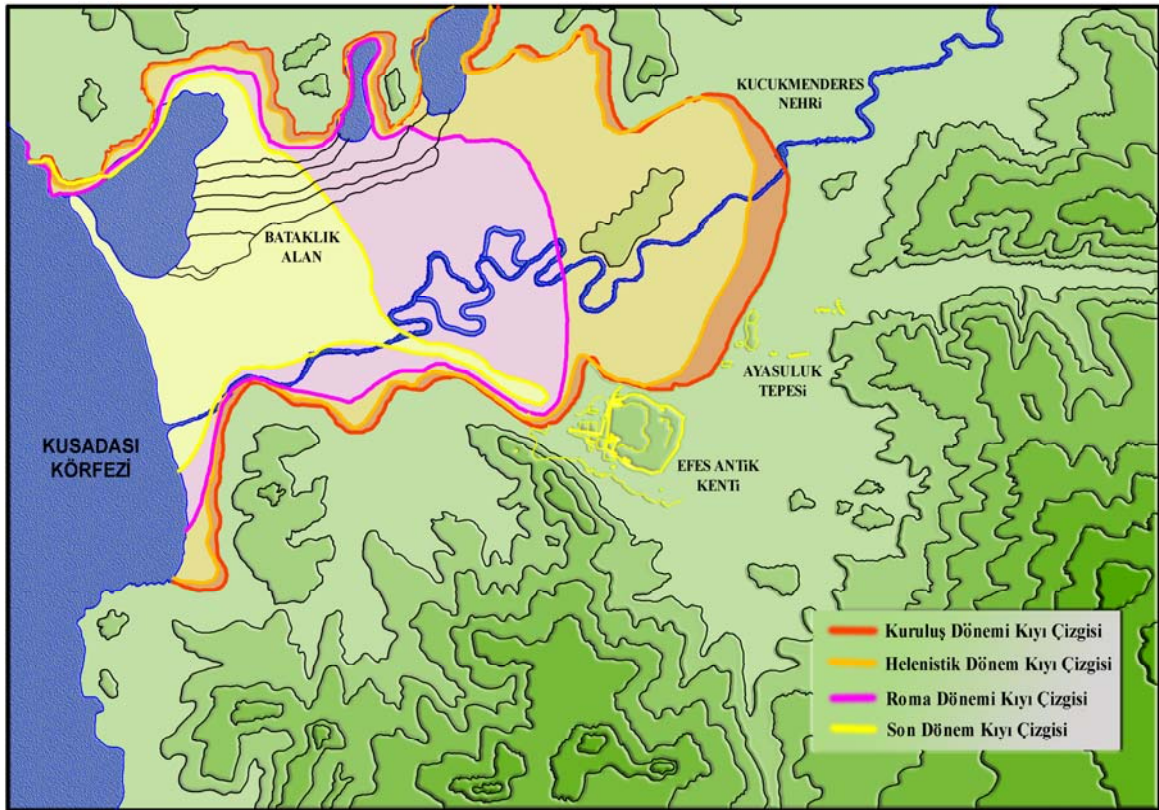 KUCUKMENDERES
NEHRi
BATAKLIK
ALAN
AYASULUK
TEPESi
KUSADASI
KÖRFEZİ
EFES ANTiK
KENTi
Kuruluş Dönemi Kıyı Çizgisi
Helenistik Dönem Kıyı Çizgisi
Roma Dönemi Kıyı Çizgisi
Son Dönem Kıyı Çizgisi